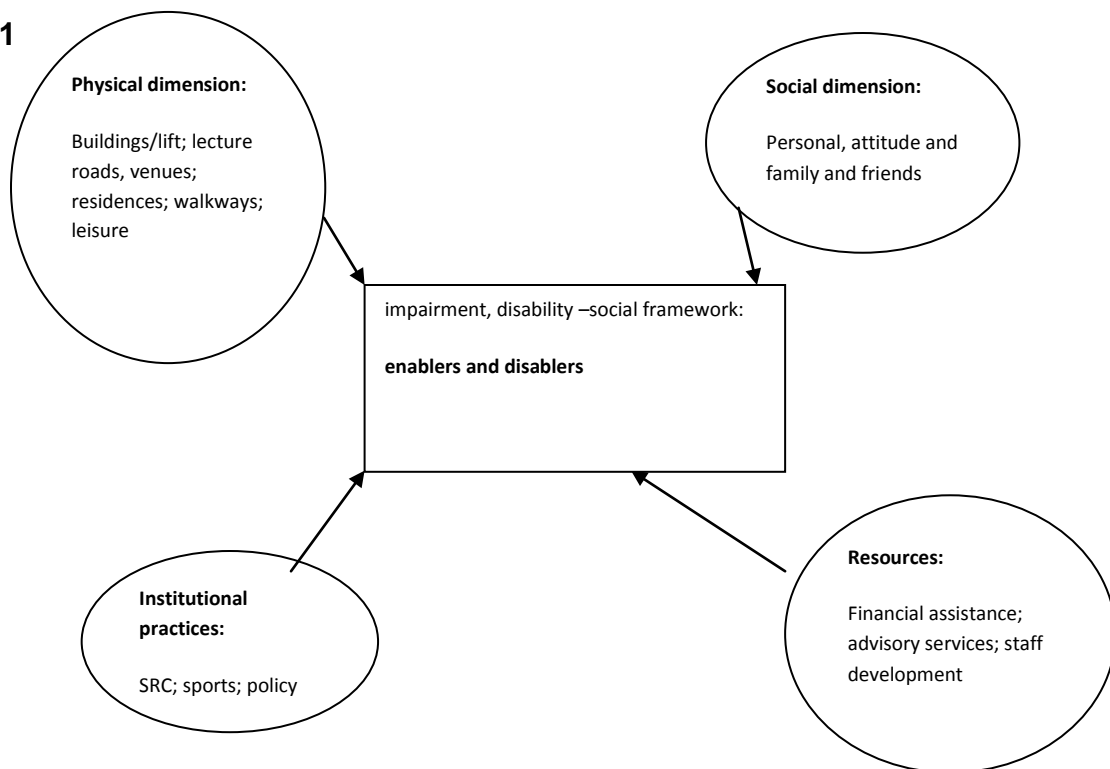 1
Physical dimension:
Buildings/lift; lecture
roads, venues;
residences; walkways;
leisure
Social dimension:
Personal, attitude and
family and friends
impairment, disability –social framework:
enablers and disablers
Institutional
practices:
SRC; sports; policy
Resources:
Financial assistance;
advisory services; staff
development